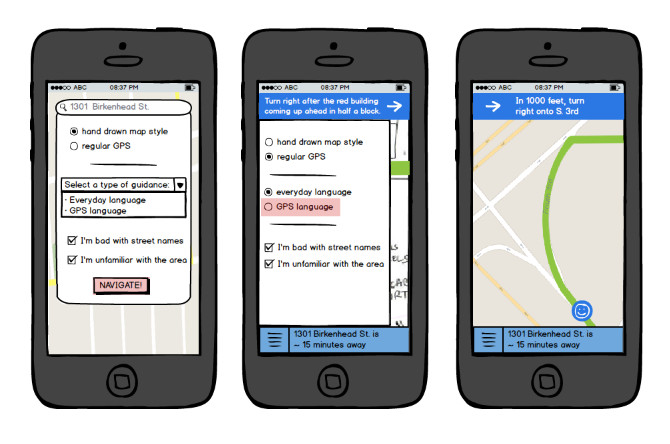 ABC 08:37 PM
1301 Birkenhead St.
hand drawn map style
regular GPS
Select a type of guidance:
· Everyday language
· GPS language
I'm bad with street names
I'm unfamiliar with the area
NAVIGATE!
ABC 08:37 PM
Turn right after the red building
coming up ahead in half a block.
hand drawn map style
regular GPS
everyday language
GPS language
I'm bad with street names
I'm unfamiliar with the area
1301 Birkenhead St. is
~ 15 minutes away
ABC 08:37 PM
In 1000 feet, turn
right onto S. 3rd
1301 Birkenhead St. is
~ 15 minutes away